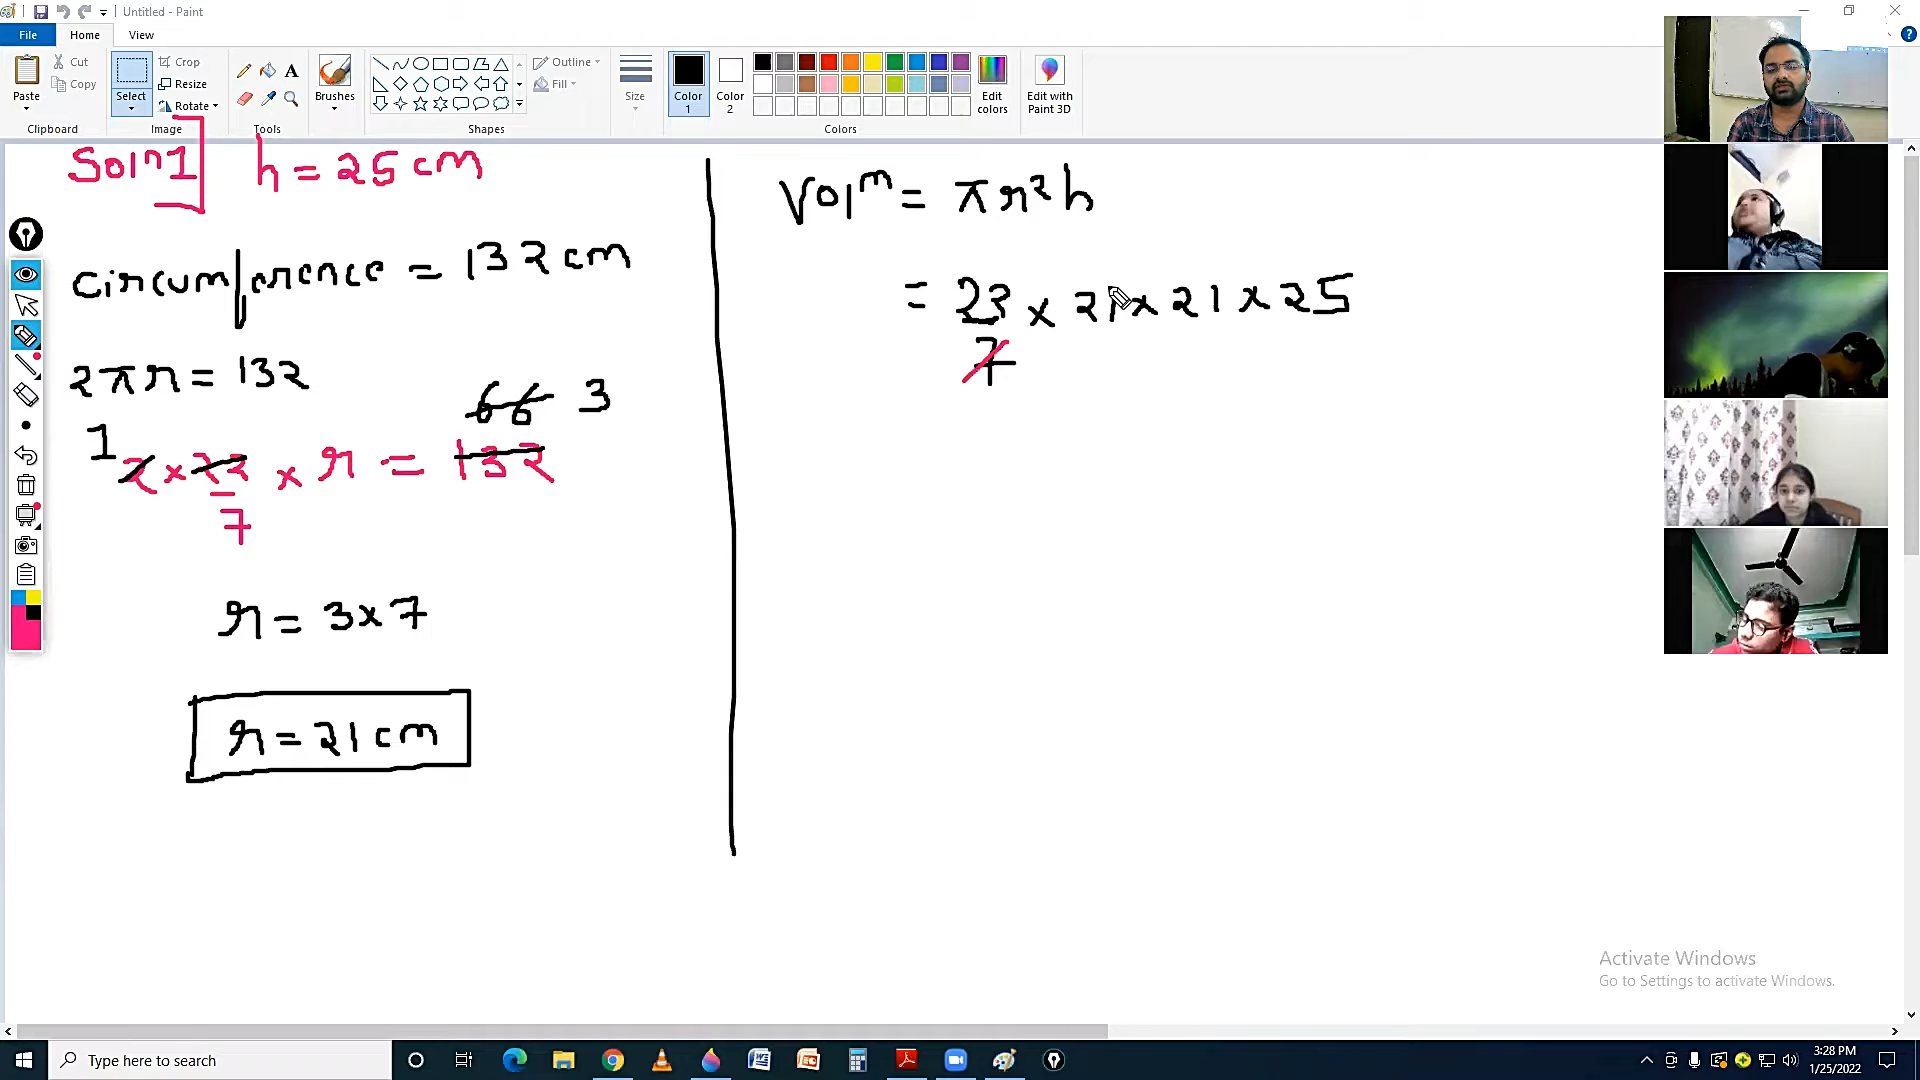 Untitled - Paint
File Home View
Paste Cut Copy Clipboard
Select Crop Resize Rotate Image
Tools
Brushes
Outline Fill Shapes
Size
Color 1 Color 2 Edit colors Colors
Edit with Paint 3D
Soln1 h = 25 cm
circumference = 132 cm
2πr = 132
66 3
1
2 × 22 × r = 132
7
r = 3×7
r = 21 cm
Volm = πr²h
= 23 × 21 × 21 × 25
7
Activate Windows
Go to Settings to activate Windows.
Type here to search
3:28 PM
1/25/2022